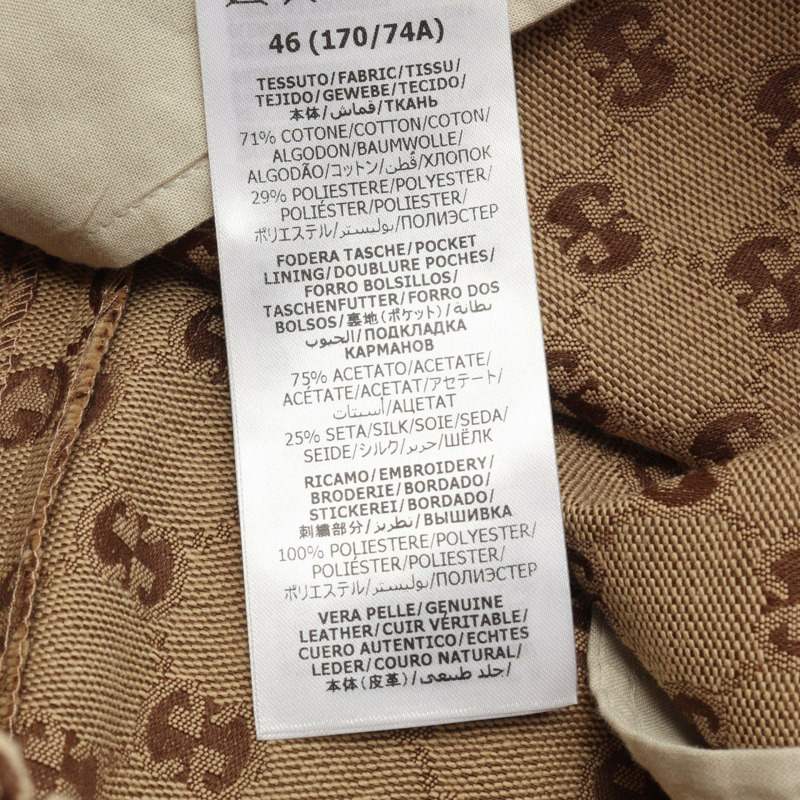 46 (170/74A)
TESSUTO/FABRIC/TISSU/
TEJIDO/GEWEBE/TECIDO/
本体/قماش/ТКАНЬ
71% COTONE/COTTON/COTON/
ALGODON/BAUMWOLLE/
ALGODÃO/コットン/قُطن/ХЛОПОК
29% POLIESTERE/POLYESTER/
POLIÉSTER/POLIESTER/
ポリエステル/بوليستر/ПОЛИЭСТЕР
FODERA TASCHE/POCKET
LINING/DOUBLURE POCHES/
FORRO BOLSILLOS/
TASCHENFUTTER/FORRO DOS
BOLSOS/裏地(ポケット)/بطانة
الجيوب/ПОДКЛАДКА
КАРМАНОВ
75% ACETATO/ACETATE/
ACÉTATE/ACETAT/アセテート/
أسيتات/АЦЕТАТ
25% SETA/SILK/SOIE/SEDA/
SEIDE/シルク/حرير/ШЁЛК
RICAMO/EMBROIDERY/
BRODERIE/BORDADO/
STICKEREI/BORDADO/
刺繍部分/تطريز/ВЫШИВКА
100% POLIESTERE/POLYESTER/
POLIÉSTER/POLIESTER/
ポリエステル/بوليستر/ПОЛИЭСТЕР
VERA PELLE/GENUINE
LEATHER/CUIR VÉRITABLE/
CUERO AUTENTICO/ECHTES
LEDER/COURO NATURAL/
本体(皮革)/جلد طبيعي/